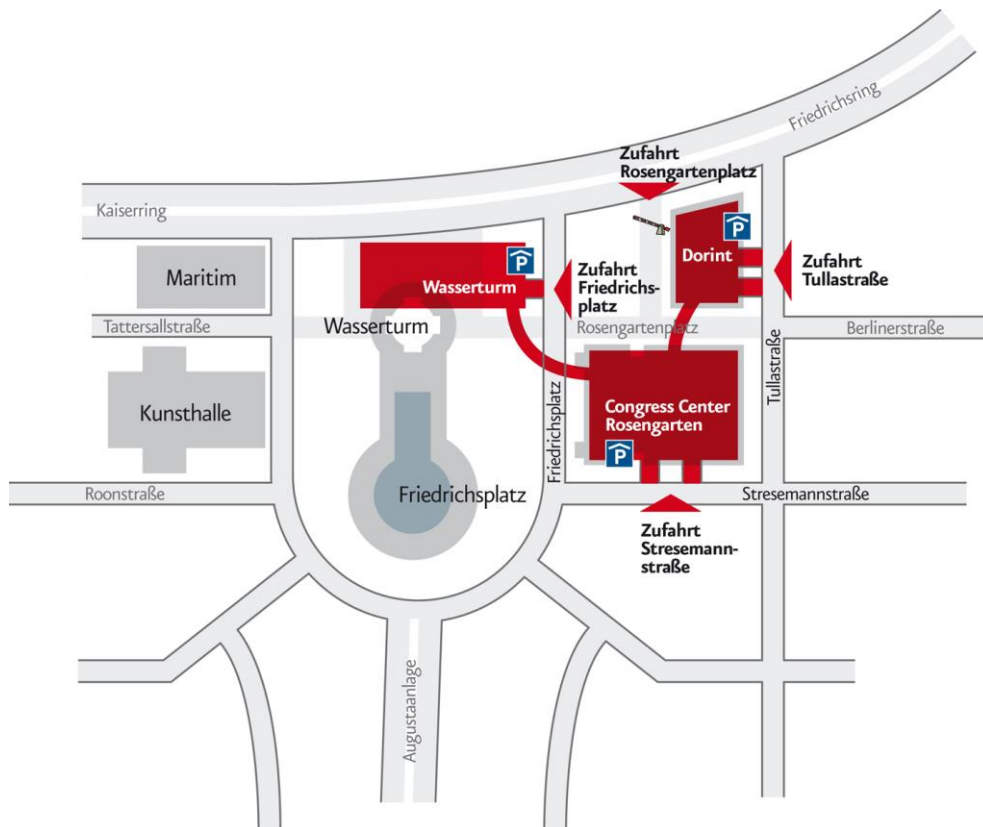 Friedrichsring
Zufahrt
Rosengartenplatz
Kaiserring
P
Maritim
Wasserturm
P
Zufahrt
Friedrichs-
platz
Dorint
Zufahrt
Tullastraße
Tattersallstraße
Wasserturm
Rosengartenplatz
Berlinerstraße
Tullastraße
Kunsthalle
Friedrichsplatz
Congress Center
Rosengarten
P
Roonstraße
Friedrichsplatz
Stresemannstraße
Zufahrt
Stresemann-
straße
Augustaanlage